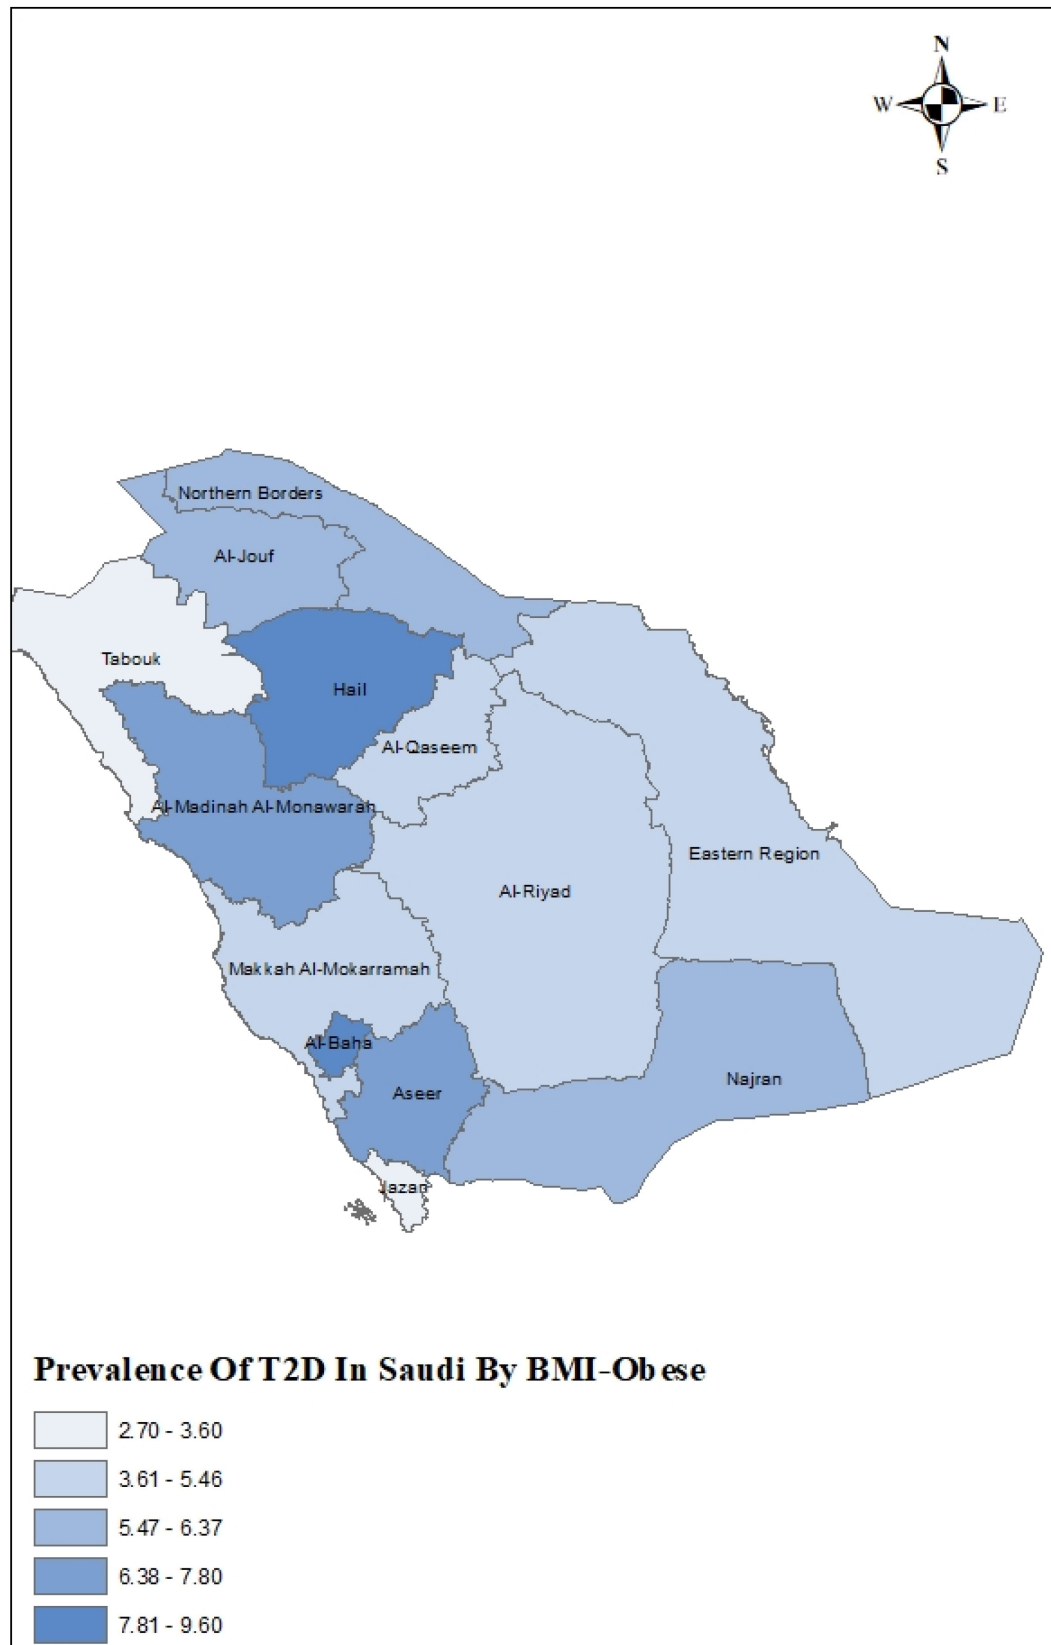 N
W E
S
Northern Borders
Al-Jouf
Tabouk
Hail
Al-Qaseem
Al-Madinah Al-Monawarah
Eastern Region
Al-Riyad
Makkah Al-Mokarramah
Al-Baha
Najran
Aseer
Jazan
Prevalence Of T2D In Saudi By BMI-Obese
2.70 - 3.60
3.61 - 5.46
5.47 - 6.37
6.38 - 7.80
7.81 - 9.60